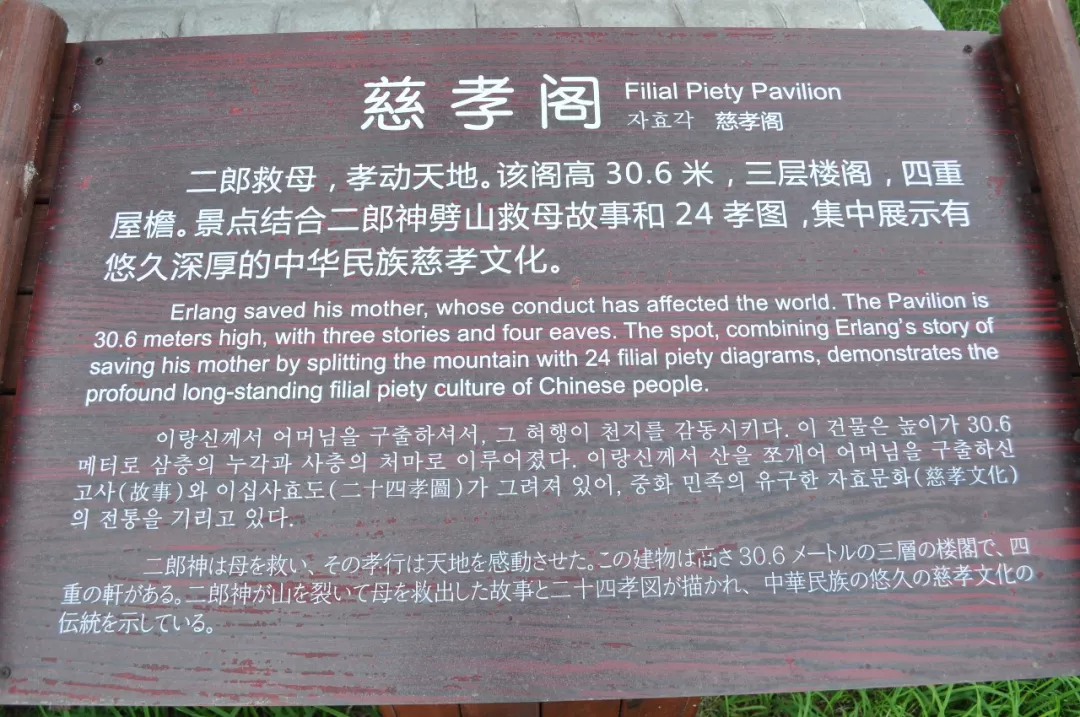 慈孝阁 Filial Piety Pavilion
자효각 慈孝阁
二郎救母，孝动天地。该阁高 30.6 米，三层楼阁，四重
屋檐。景点结合二郎神劈山救母故事和 24 孝图，集中展示有
悠久深厚的中华民族慈孝文化。
Erlang saved his mother, whose conduct has affected the world. The Pavilion is
30.6 meters high, with three stories and four eaves. The spot, combining Erlang's story of
saving his mother by splitting the mountain with 24 filial piety diagrams, demonstrates the
profound long-standing filial piety culture of Chinese people.
이랑신께서 어머님을 구출하셔서, 그 혀행이 천지를 감동시키다. 이 건물은 높이가 30.6
메터로 삼층의 누각과 사층의 처마로 이루어졌다. 이랑신께서 산을 쪼개어 어머님을 구출하신
고사(故事)와 이십사효도(二十四孝圖)가 그려져 있어, 중화 민족의 유구한 자효문화(慈孝文化)
의 전통을 기리고 있다.
二郎神は母を救い、その孝行は天地を感動させた。この建物は高さ 30.6 メートルの三層の楼閣で、四
重の軒がある。二郎神が山を裂いて母を救出した故事と二十四孝図が描かれ、中華民族の悠久の慈孝文化の
伝統を示している。